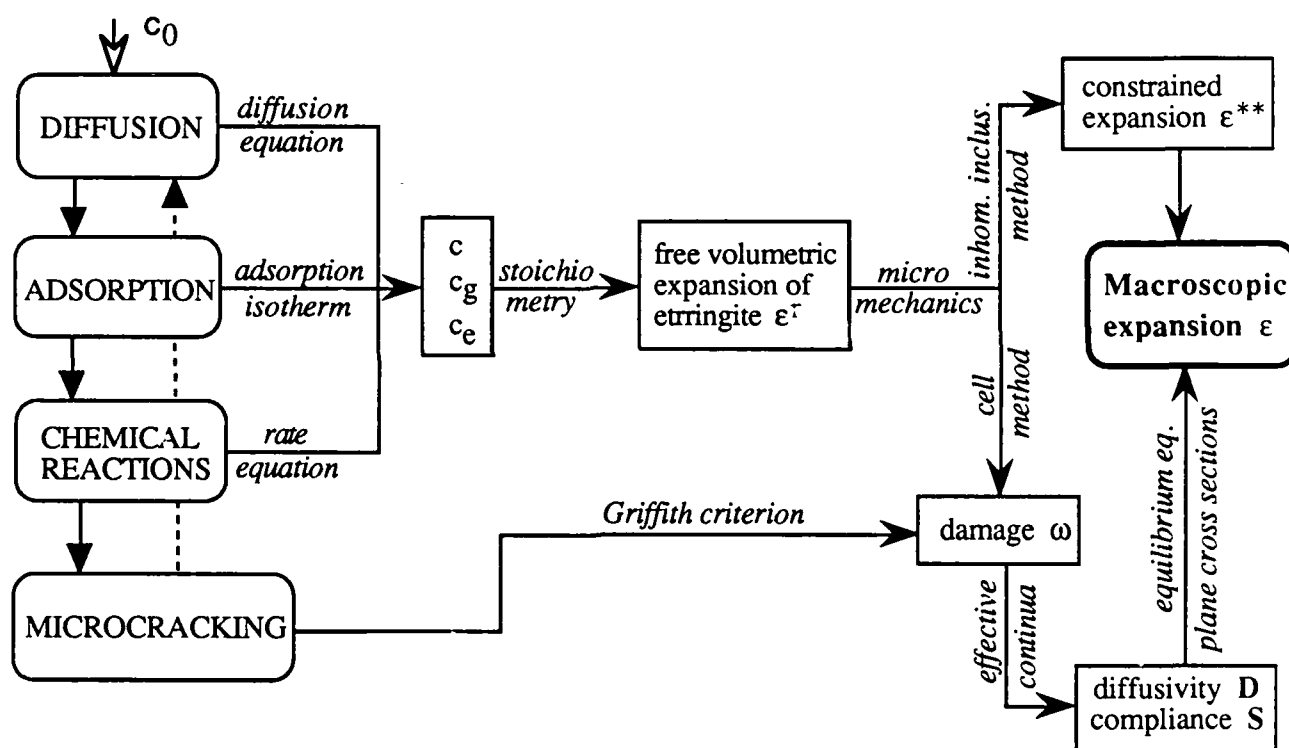 c0
DIFFUSION
diffusion
equation
ADSORPTION
adsorption
isotherm
CHEMICAL
REACTIONS
rate
equation
MICROCRACKING
c
cg
ce
stoichio
metry
free volumetric
expansion of
etrringite εr
micro
mechanics
inhom. inclus.
method
cell
method
constrained
expansion ε**
Macroscopic
expansion ε
Griffith criterion
damage ω
effective
continua
diffusivity D
compliance S
equilibrium eq.
plane cross sections